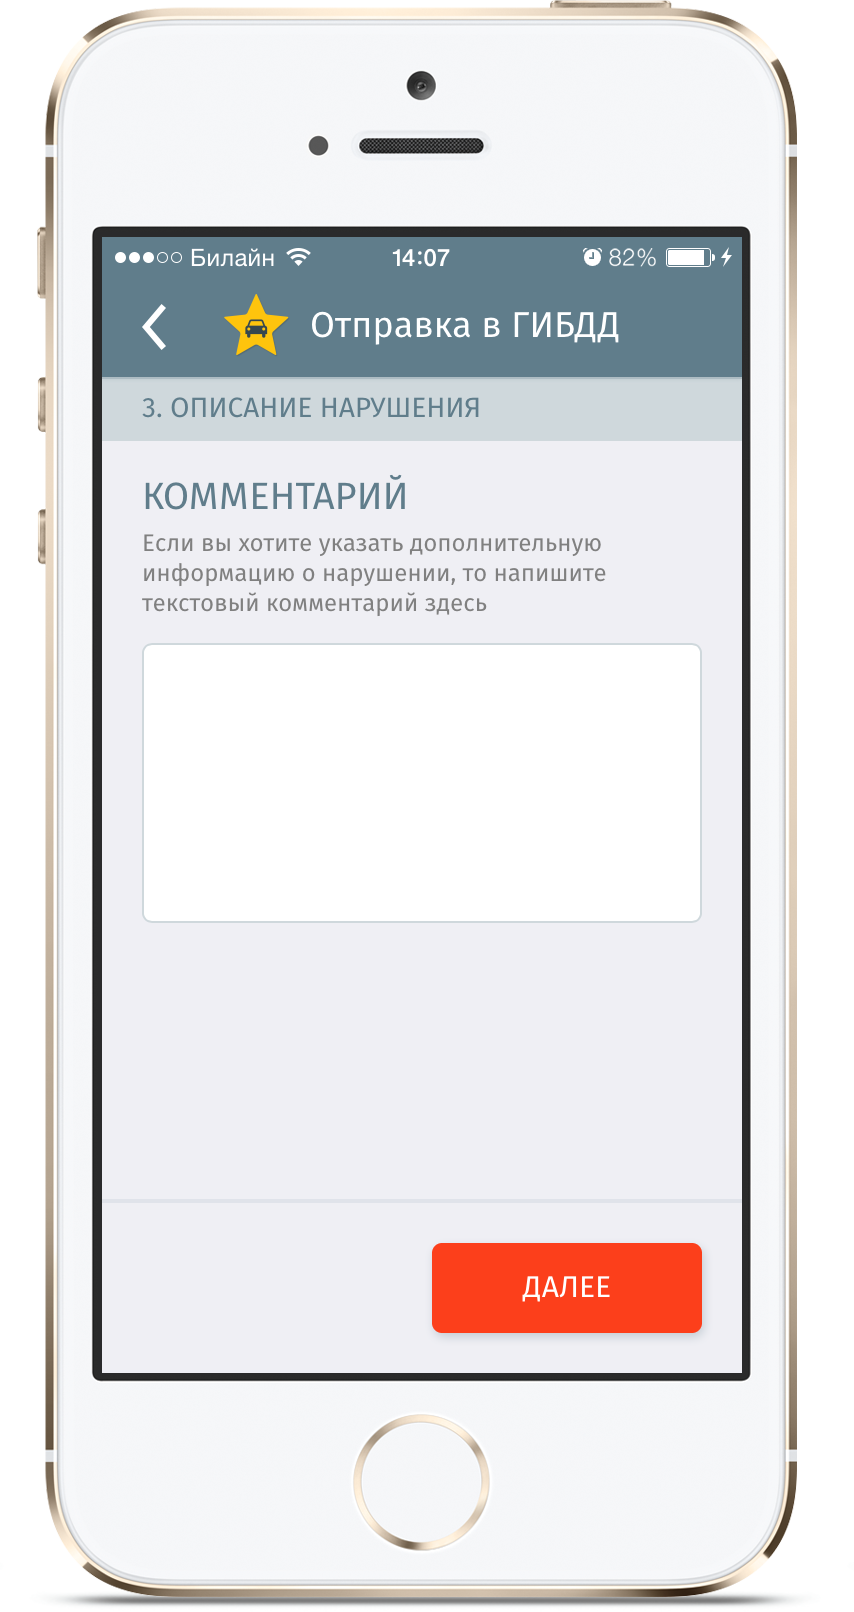 Билайн 14:07 82%
Отправка в ГИБДД
3. ОПИСАНИЕ НАРУШЕНИЯ
КОММЕНТАРИЙ
Если вы хотите указать дополнительную
информацию о нарушении, то напишите
текстовый комментарий здесь
ДАЛЕЕ